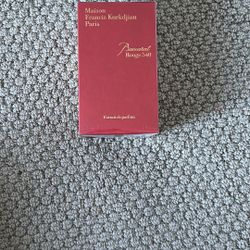 Maison
Francis Kurkdjian
Paris
Baccarat
Rouge 540
Extrait de parfum